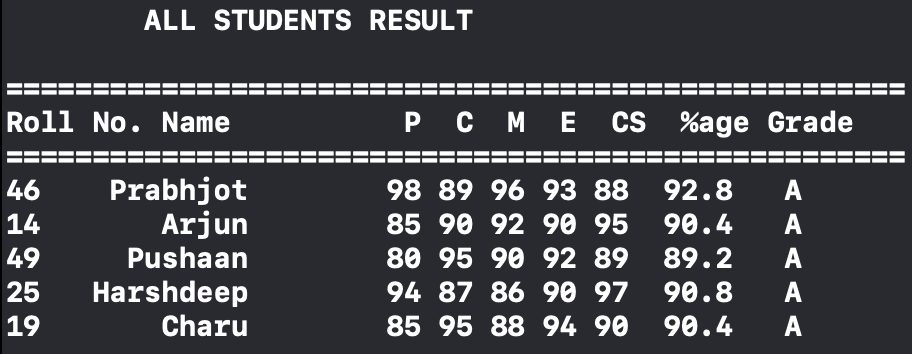 ALL STUDENTS RESULT
====================================================
Roll No. Name P C M E CS %age Grade
====================================================
46 Prabhjot 98 89 96 93 88 92.8 A
14 Arjun 85 90 92 90 95 90.4 A
49 Pushaan 80 95 90 92 89 89.2 A
25 Harshdeep 94 87 86 90 97 90.8 A
19 Charu 85 95 88 94 90 90.4 A